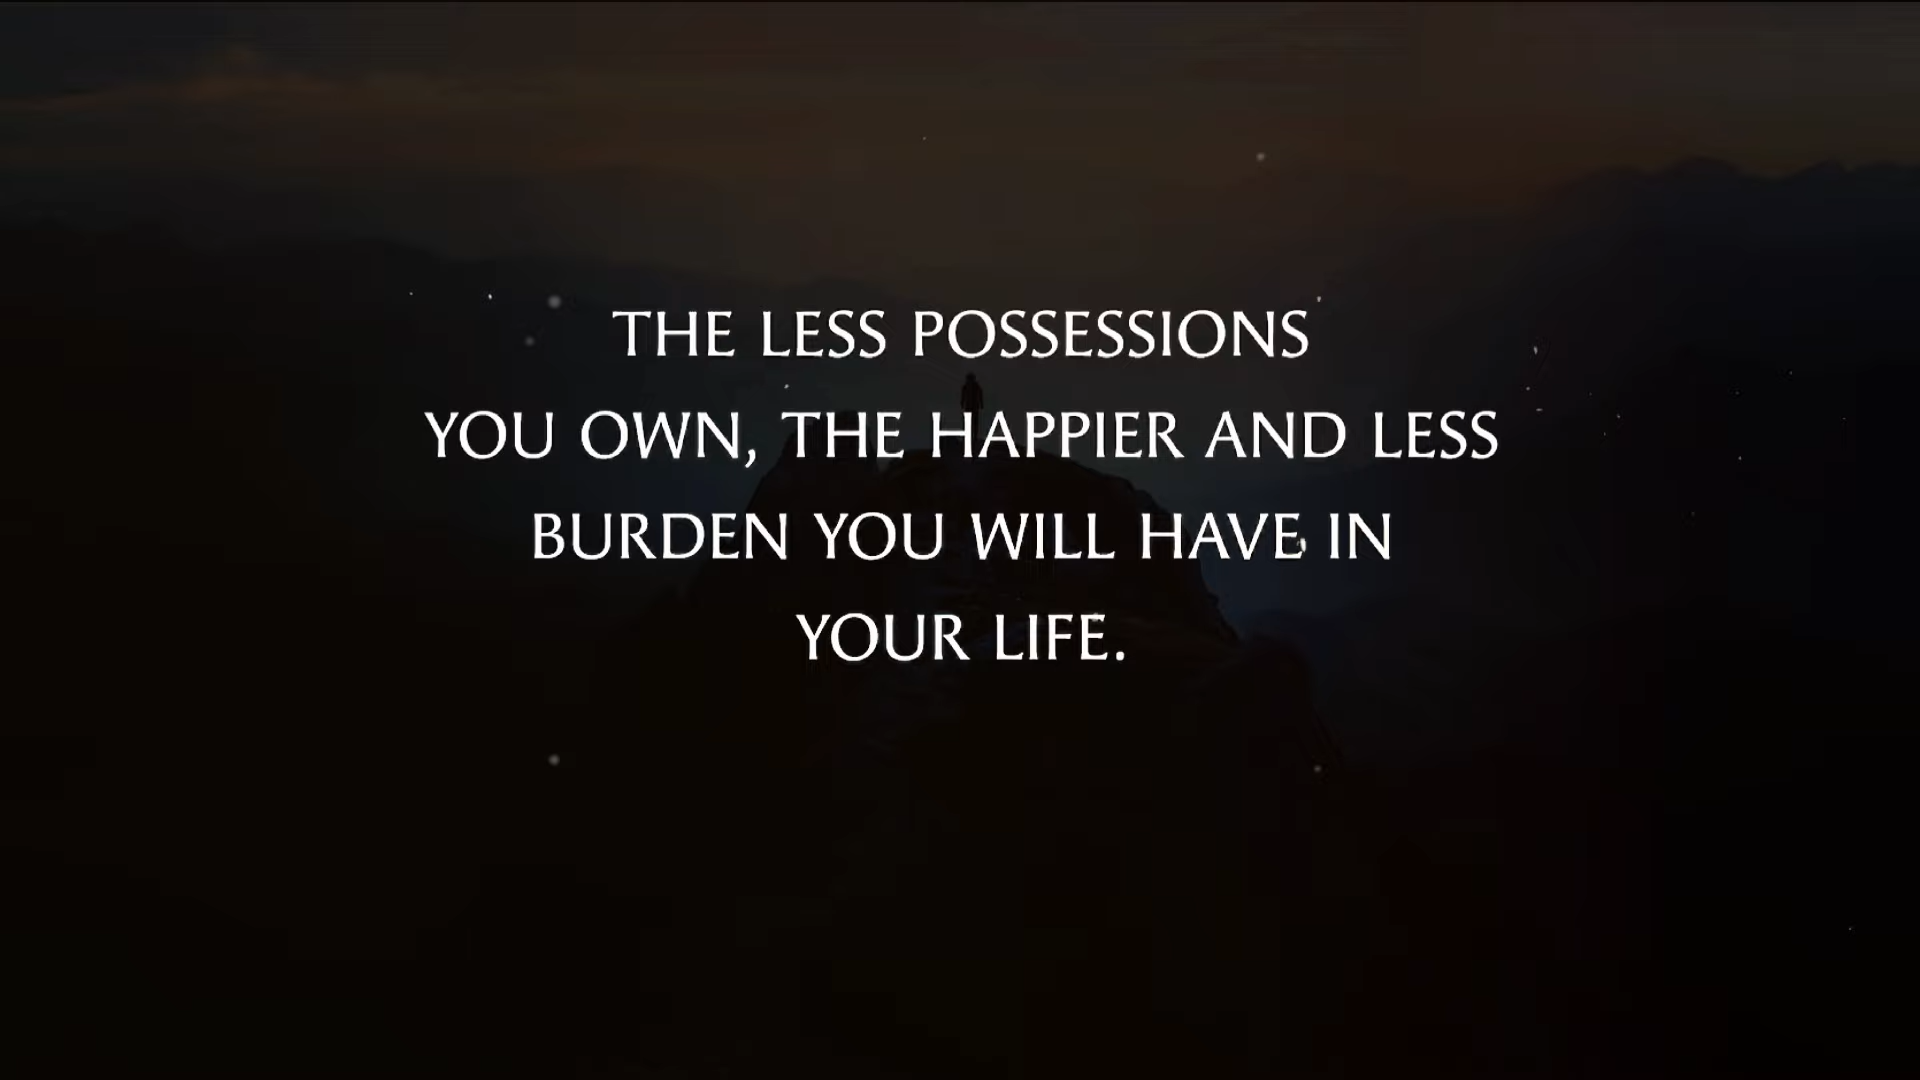 THE LESS POSSESSIONS
YOU OWN, THE HAPPIER AND LESS
BURDEN YOU WILL HAVE IN
YOUR LIFE.